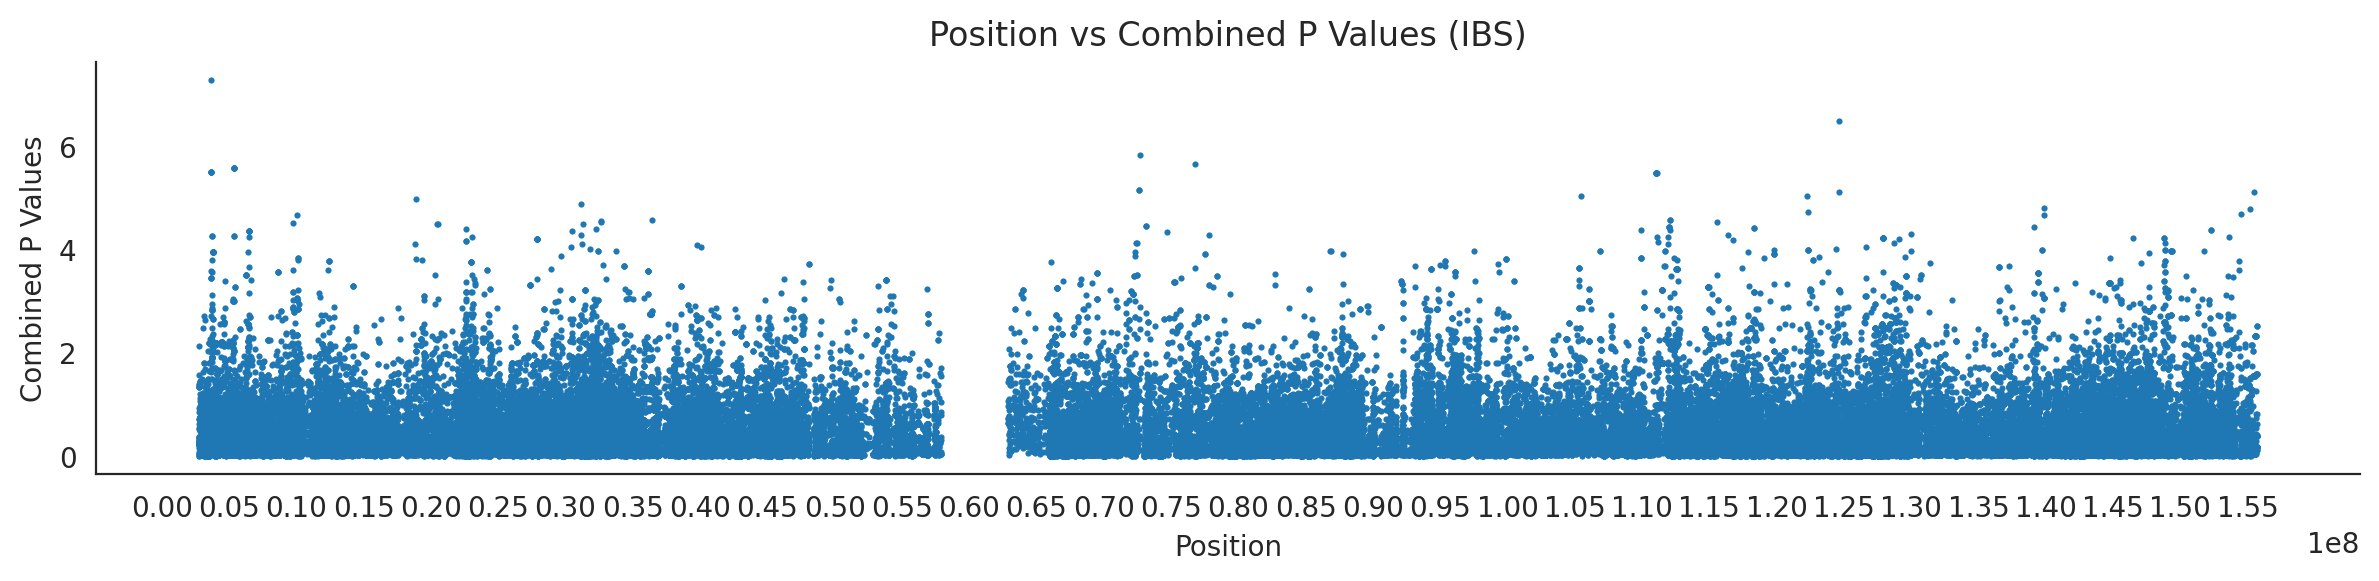 Position vs Combined P Values (IBS)
Combined P Values
6
4
2
0
0.00 0.05 0.10 0.15 0.20 0.25 0.30 0.35 0.40 0.45 0.50 0.55 0.60 0.65 0.70 0.75 0.80 0.85 0.90 0.95 1.00 1.05 1.10 1.15 1.20 1.25 1.30 1.35 1.40 1.45 1.50 1.55
Position
1e8